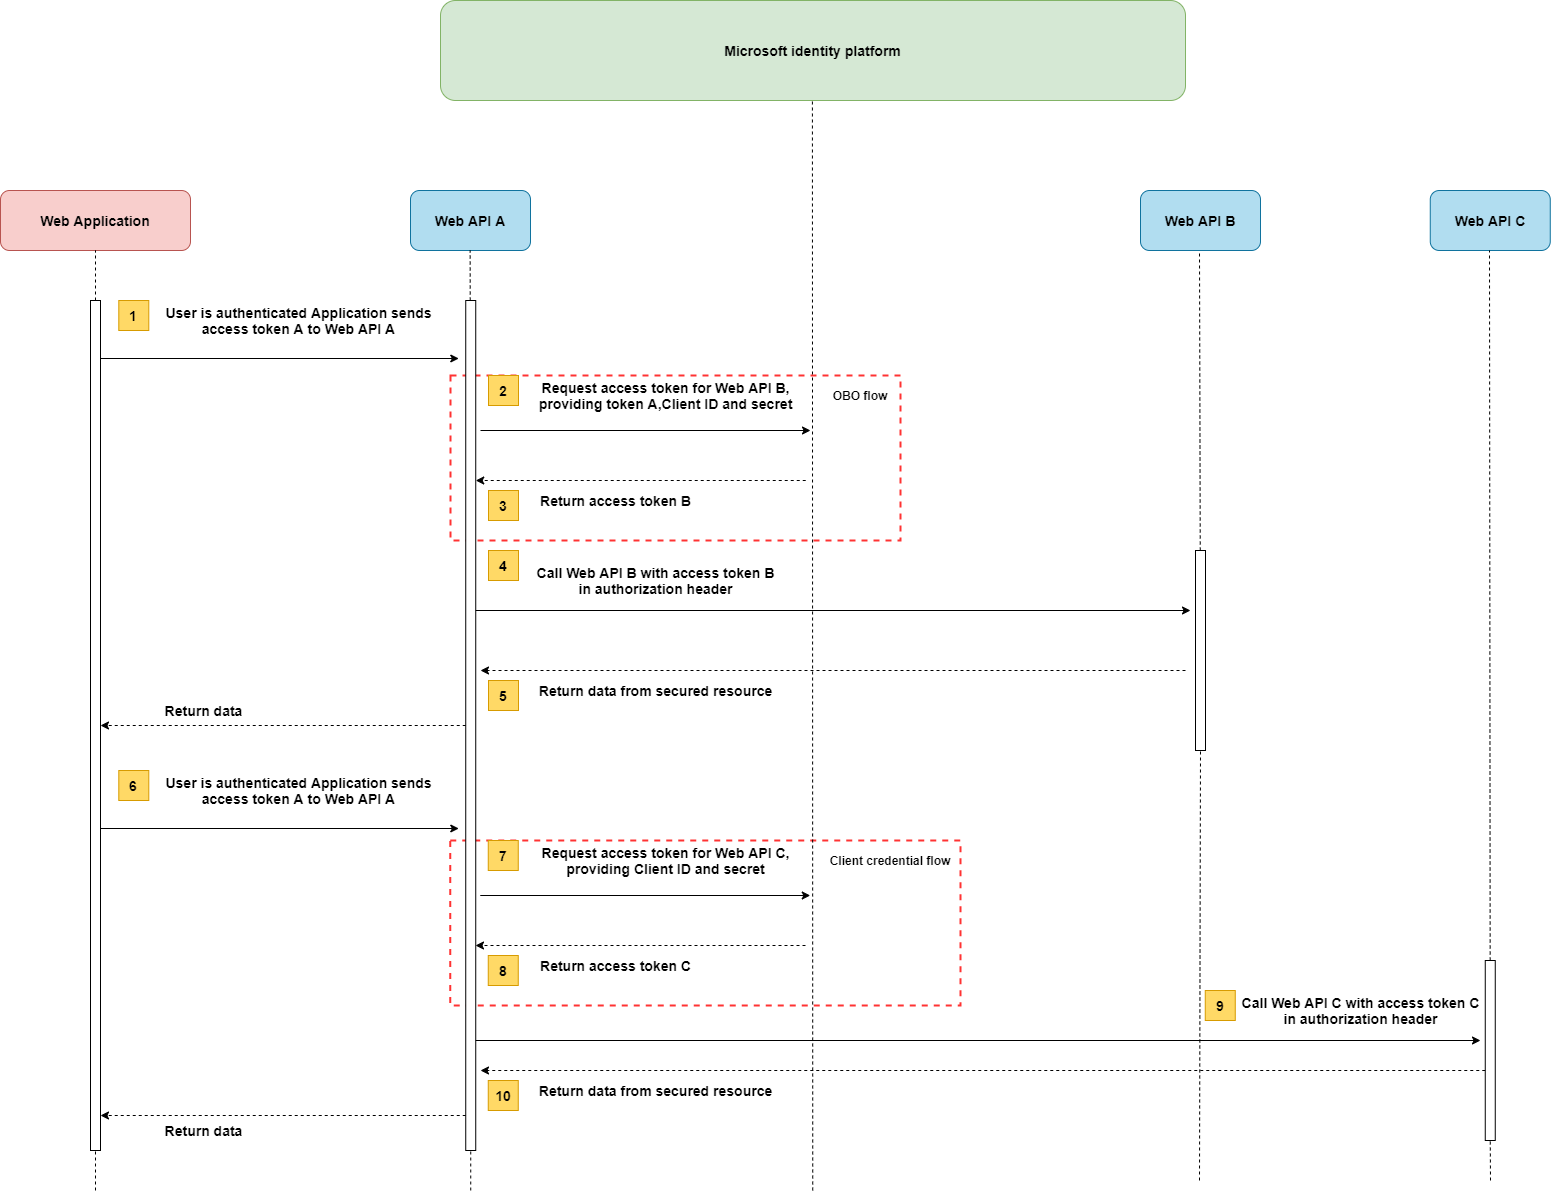 Microsoft identity platform
Web Application
Web API A
Web API B
Web API C
1
User is authenticated Application sends
access token A to Web API A
2
Request access token for Web API B,
providing token A,Client ID and secret
OBO flow
3
Return access token B
4
Call Web API B with access token B
in authorization header
5
Return data from secured resource
Return data
6
User is authenticated Application sends
access token A to Web API A
7
Request access token for Web API C,
providing Client ID and secret
Client credential flow
8
Return access token C
9
Call Web API C with access token C
in authorization header
10
Return data from secured resource
Return data